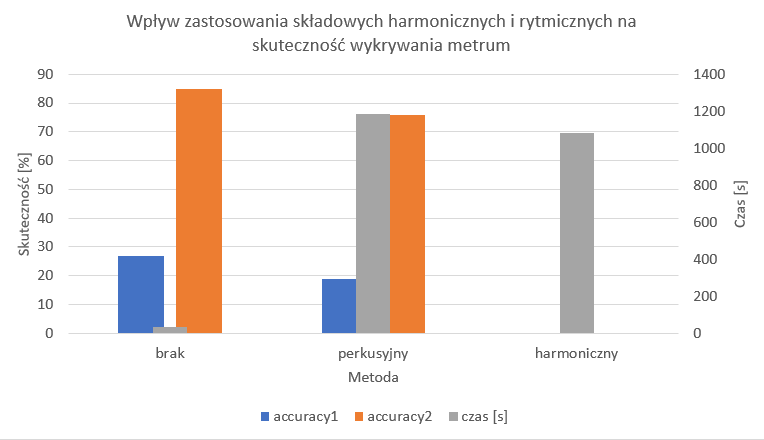 Wpływ zastosowania składowych harmonicznych i rytmicznych na
skuteczność wykrywania metrum
90
80
70
60
50
40
30
20
10
0
Skuteczność [%]
1400
1200
1000
800
600
400
200
0
Czas [s]
brak perkusyjny harmoniczny
Metoda
accuracy1 accuracy2 czas [s]